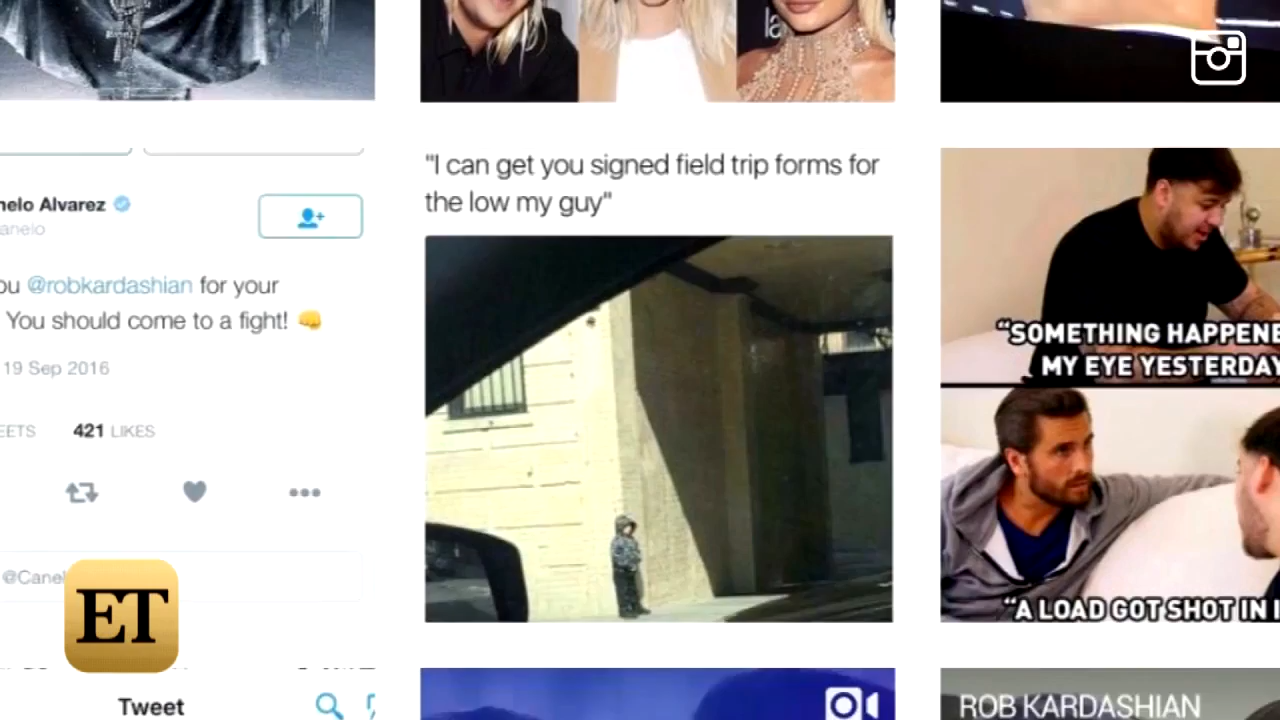 "I can get you signed field trip forms for
the low my guy"
nelo Alvarez
anelo
ou @robkardashian for your
You should come to a fight! 👊
19 Sep 2016
EETS 421 LIKES
@Canel
ET
Tweet
"SOMETHING HAPPENE
MY EYE YESTERDAY
"A LOAD GOT SHOT IN
ROB KARDASHIAN